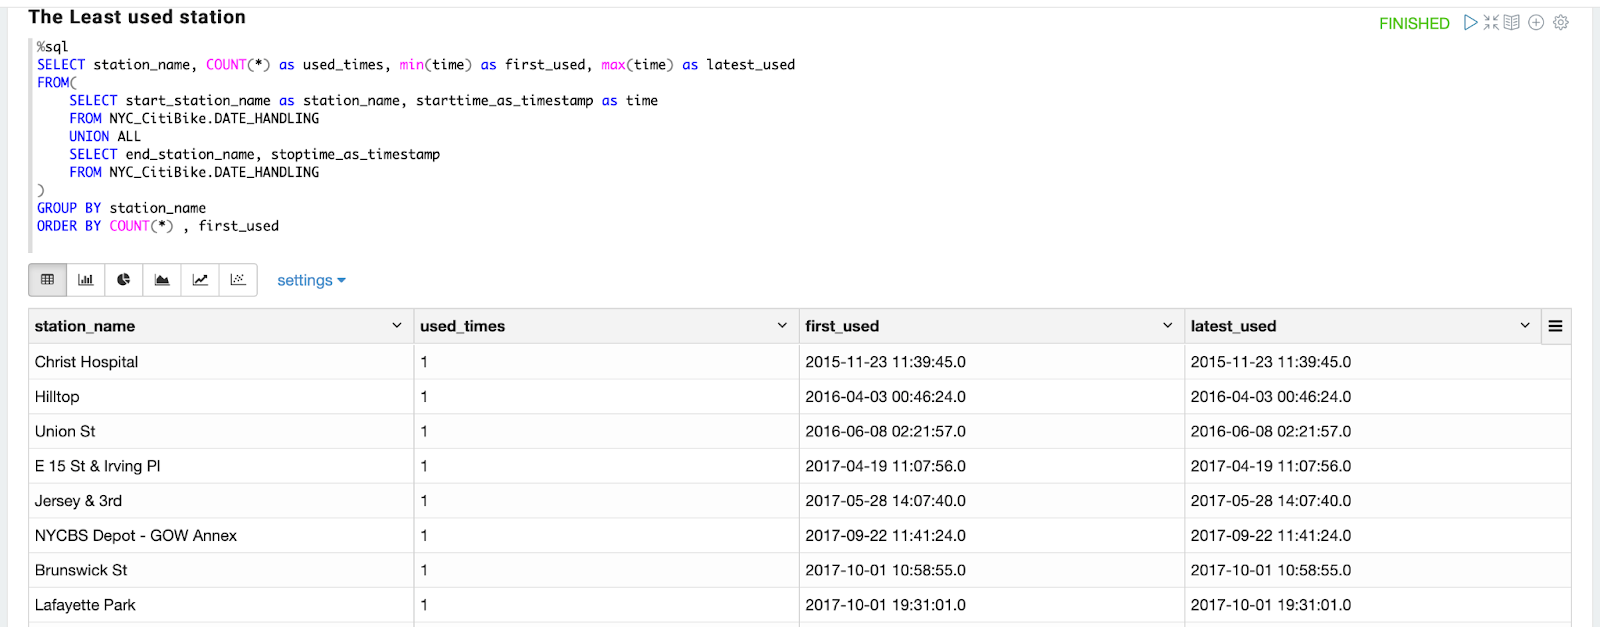 The Least used station
FINISHED
%sql
SELECT station_name, COUNT(*) as used_times, min(time) as first_used, max(time) as latest_used
FROM(
    SELECT start_station_name as station_name, starttime_as_timestamp as time
    FROM NYC_CitiBike.DATE_HANDLING
    UNION ALL
    SELECT end_station_name, stoptime_as_timestamp
    FROM NYC_CitiBike.DATE_HANDLING
)
GROUP BY station_name
ORDER BY COUNT(*) , first_used
settings
station_name used_times first_used latest_used
Christ Hospital 1 2015-11-23 11:39:45.0 2015-11-23 11:39:45.0
Hilltop 1 2016-04-03 00:46:24.0 2016-04-03 00:46:24.0
Union St 1 2016-06-08 02:21:57.0 2016-06-08 02:21:57.0
E 15 St & Irving Pl 1 2017-04-19 11:07:56.0 2017-04-19 11:07:56.0
Jersey & 3rd 1 2017-05-28 14:07:40.0 2017-05-28 14:07:40.0
NYCBS Depot - GOW Annex 1 2017-09-22 11:41:24.0 2017-09-22 11:41:24.0
Brunswick St 1 2017-10-01 10:58:55.0 2017-10-01 10:58:55.0
Lafayette Park 1 2017-10-01 19:31:01.0 2017-10-01 19:31:01.0